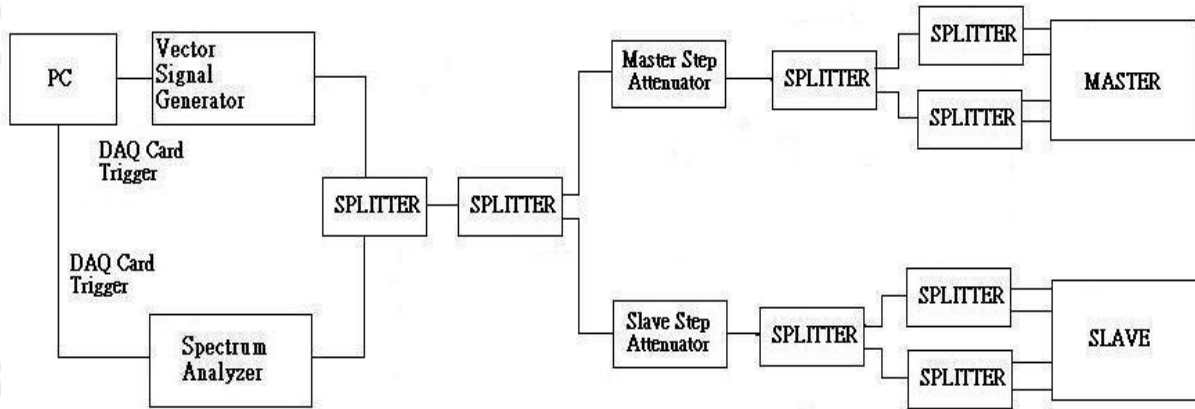 PC
Vector
Signal
Generator
DAQ Card
Trigger
DAQ Card
Trigger
Spectrum
Analyzer
SPLITTER
SPLITTER
Master Step
Attenuator
SPLITTER
SPLITTER
SPLITTER
MASTER
Slave Step
Attenuator
SPLITTER
SPLITTER
SPLITTER
SLAVE